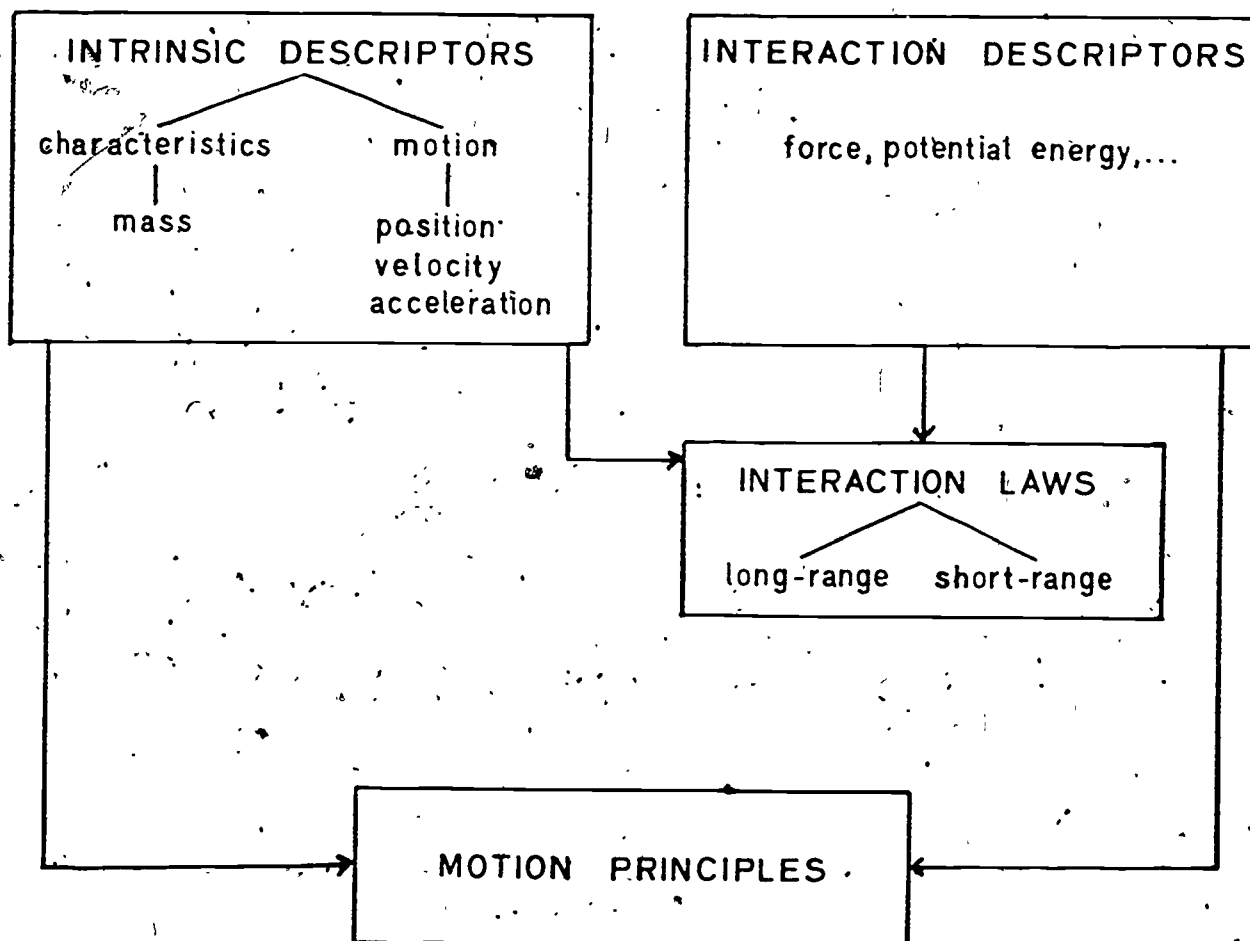 INTRINSIC DESCRIPTORS
characteristics motion
mass
position
velocity
acceleration
INTERACTION DESCRIPTORS
force, potential energy,...
INTERACTION LAWS
long-range short-range
MOTION PRINCIPLES